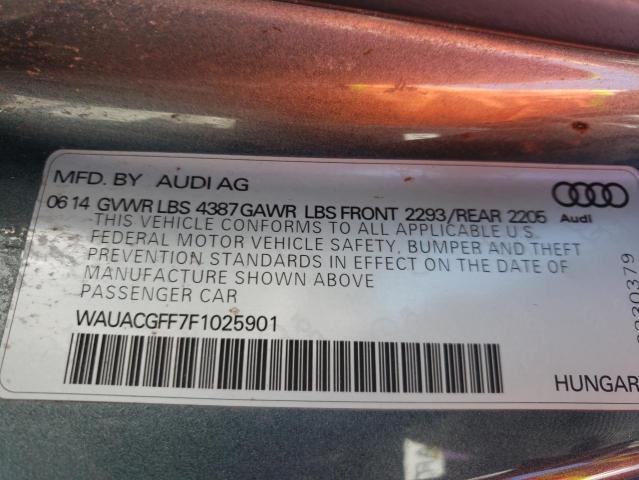 MFD. BY AUDI AG
06 14 GVWR LBS 4387 GAWR LBS FRONT 2293/REAR 2205
Audi
THIS VEHICLE CONFORMS TO ALL APPLICABLE U S
FEDERAL MOTOR VEHICLE SAFETY, BUMPER AND THEFT
PREVENTION STANDARDS IN EFFECT ON THE DATE OF
MANUFACTURE SHOWN ABOVE
PASSENGER CAR
WAUACGFF7F1025901
HUNGAR